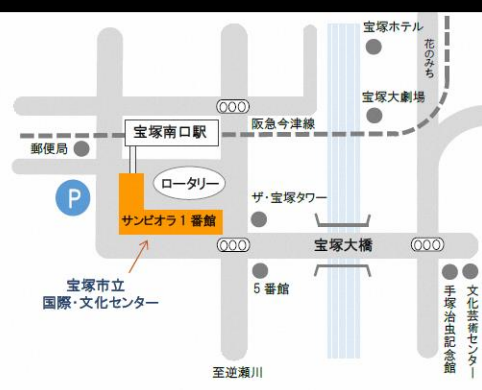 宝塚ホテル
花のみち
宝塚大劇場
阪急今津線
宝塚南口駅
郵便局
ロータリー
P
ザ・宝塚タワー
サンビオラ1番館
宝塚大橋
宝塚市立
国際・文化センター
5番館
手塚治虫記念館
文化芸術センター
至逆瀬川